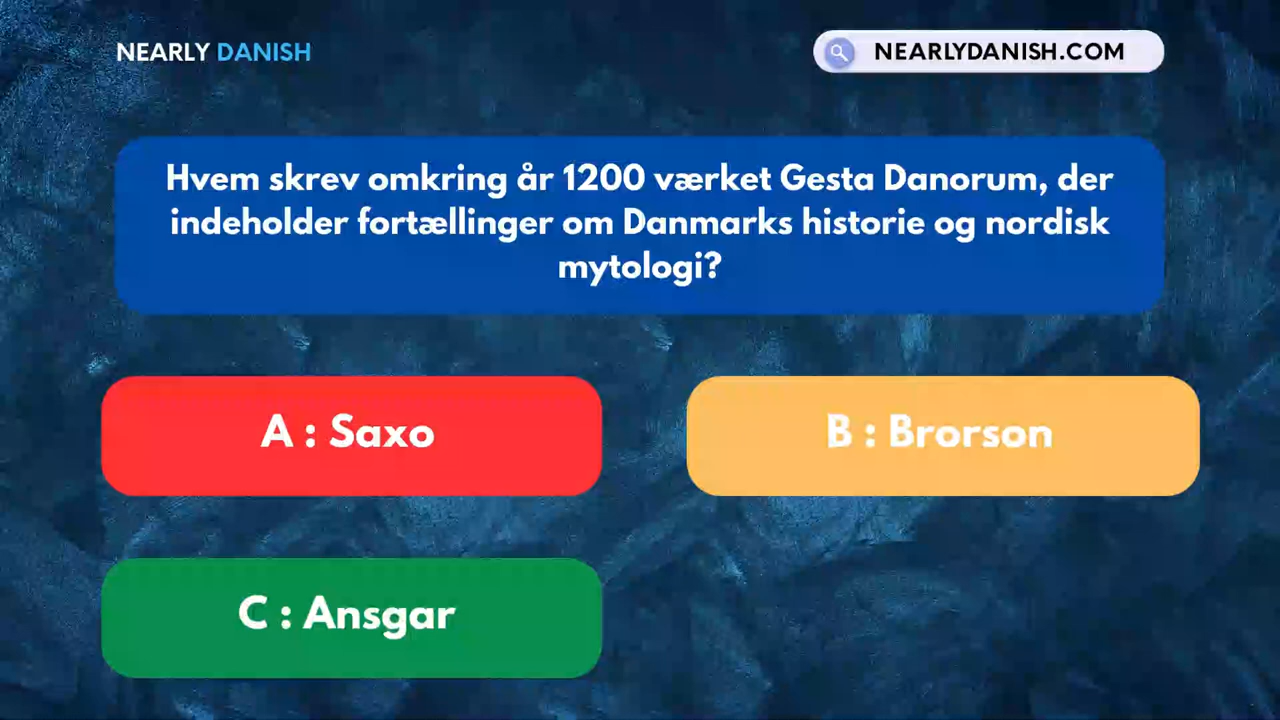 NEARLY DANISH
NEARLYDANISH.COM
Hvem skrev omkring år 1200 værket Gesta Danorum, der
indeholder fortællinger om Danmarks historie og nordisk
mytologi?
A : Saxo
B : Brorson
C : Ansgar